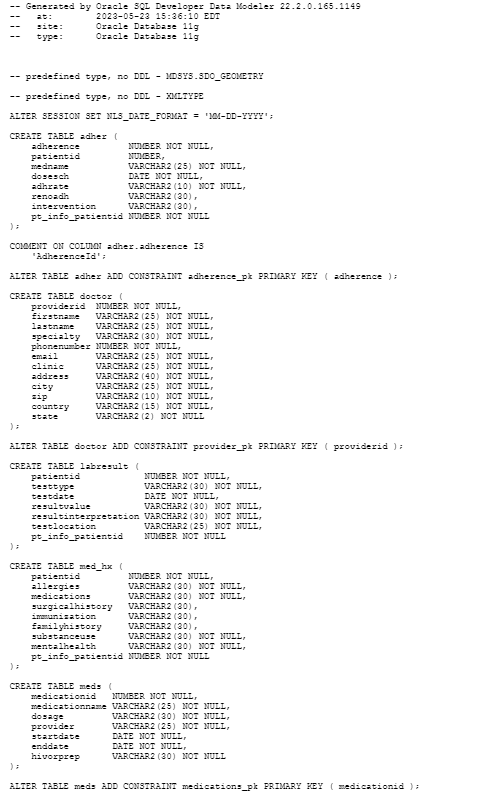 -- Generated by Oracle SQL Developer Data Modeler 22.2.0.165.1149
--   at:        2023-05-23 15:36:10 EDT
--   site:      Oracle Database 11g
--   type:      Oracle Database 11g
-- predefined type, no DDL - MDSYS.SDO_GEOMETRY
-- predefined type, no DDL - XMLTYPE
ALTER SESSION SET NLS_DATE_FORMAT = 'MM-DD-YYYY';
CREATE TABLE adher (
    adherence         NUMBER NOT NULL,
    patientid         NUMBER,
    medname           VARCHAR2(25) NOT NULL,
    dosesch           DATE NOT NULL,
    adhrate           VARCHAR2(10) NOT NULL,
    renoadh           VARCHAR2(30),
    intervention      VARCHAR2(30),
    pt_info_patientid NUMBER NOT NULL
);
COMMENT ON COLUMN adher.adherence IS
    'AdherenceId';
ALTER TABLE adher ADD CONSTRAINT adherence_pk PRIMARY KEY ( adherence );
CREATE TABLE doctor (
    providerid  NUMBER NOT NULL,
    firstname   VARCHAR2(25) NOT NULL,
    lastname    VARCHAR2(25) NOT NULL,
    specialty   VARCHAR2(30) NOT NULL,
    phonenumber NUMBER NOT NULL,
    email       VARCHAR2(25) NOT NULL,
    clinic      VARCHAR2(25) NOT NULL,
    address     VARCHAR2(40) NOT NULL,
    city        VARCHAR2(25) NOT NULL,
    zip         VARCHAR2(10) NOT NULL,
    country     VARCHAR2(15) NOT NULL,
    state       VARCHAR2(2) NOT NULL
);
ALTER TABLE doctor ADD CONSTRAINT provider_pk PRIMARY KEY ( providerid );
CREATE TABLE labresult (
    patientid            NUMBER NOT NULL,
    testtype             VARCHAR2(30) NOT NULL,
    testdate             DATE NOT NULL,
    resultvalue          VARCHAR2(30) NOT NULL,
    resultinterpretation VARCHAR2(30) NOT NULL,
    testlocation         VARCHAR2(25) NOT NULL,
    pt_info_patientid    NUMBER NOT NULL
);
CREATE TABLE med_hx (
    patientid         NUMBER NOT NULL,
    allergies         VARCHAR2(30) NOT NULL,
    medications       VARCHAR2(30) NOT NULL,
    surgicalhistory   VARCHAR2(30),
    immunization      VARCHAR2(30),
    familyhistory     VARCHAR2(30),
    substanceuse      VARCHAR2(30) NOT NULL,
    mentalhealth      VARCHAR2(30) NOT NULL,
    pt_info_patientid NUMBER NOT NULL
);
CREATE TABLE meds (
    medicationid   NUMBER NOT NULL,
    medicationname VARCHAR2(25) NOT NULL,
    dosage         VARCHAR2(30) NOT NULL,
    provider       VARCHAR2(25) NOT NULL,
    startdate      DATE NOT NULL,
    enddate        DATE NOT NULL,
    hivorprep      VARCHAR2(30) NOT NULL
);
ALTER TABLE meds ADD CONSTRAINT medications_pk PRIMARY KEY ( medicationid );